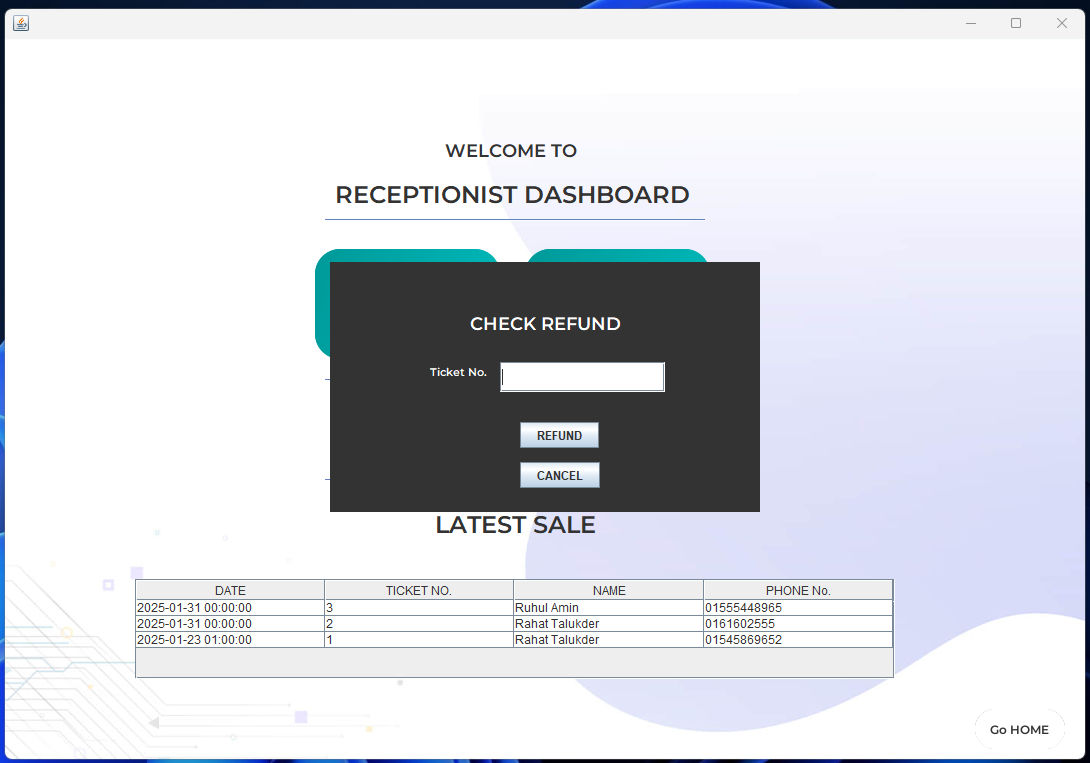 WELCOME TO
RECEPTIONIST DASHBOARD
CHECK REFUND
Ticket No.
REFUND
CANCEL
LATEST SALE
DATE TICKET NO. NAME PHONE No.
2025-01-31 00:00:00 3 Ruhul Amin 01555448965
2025-01-31 00:00:00 2 Rahat Talukder 0161602555
2025-01-23 01:00:00 1 Rahat Talukder 01545869652
Go HOME